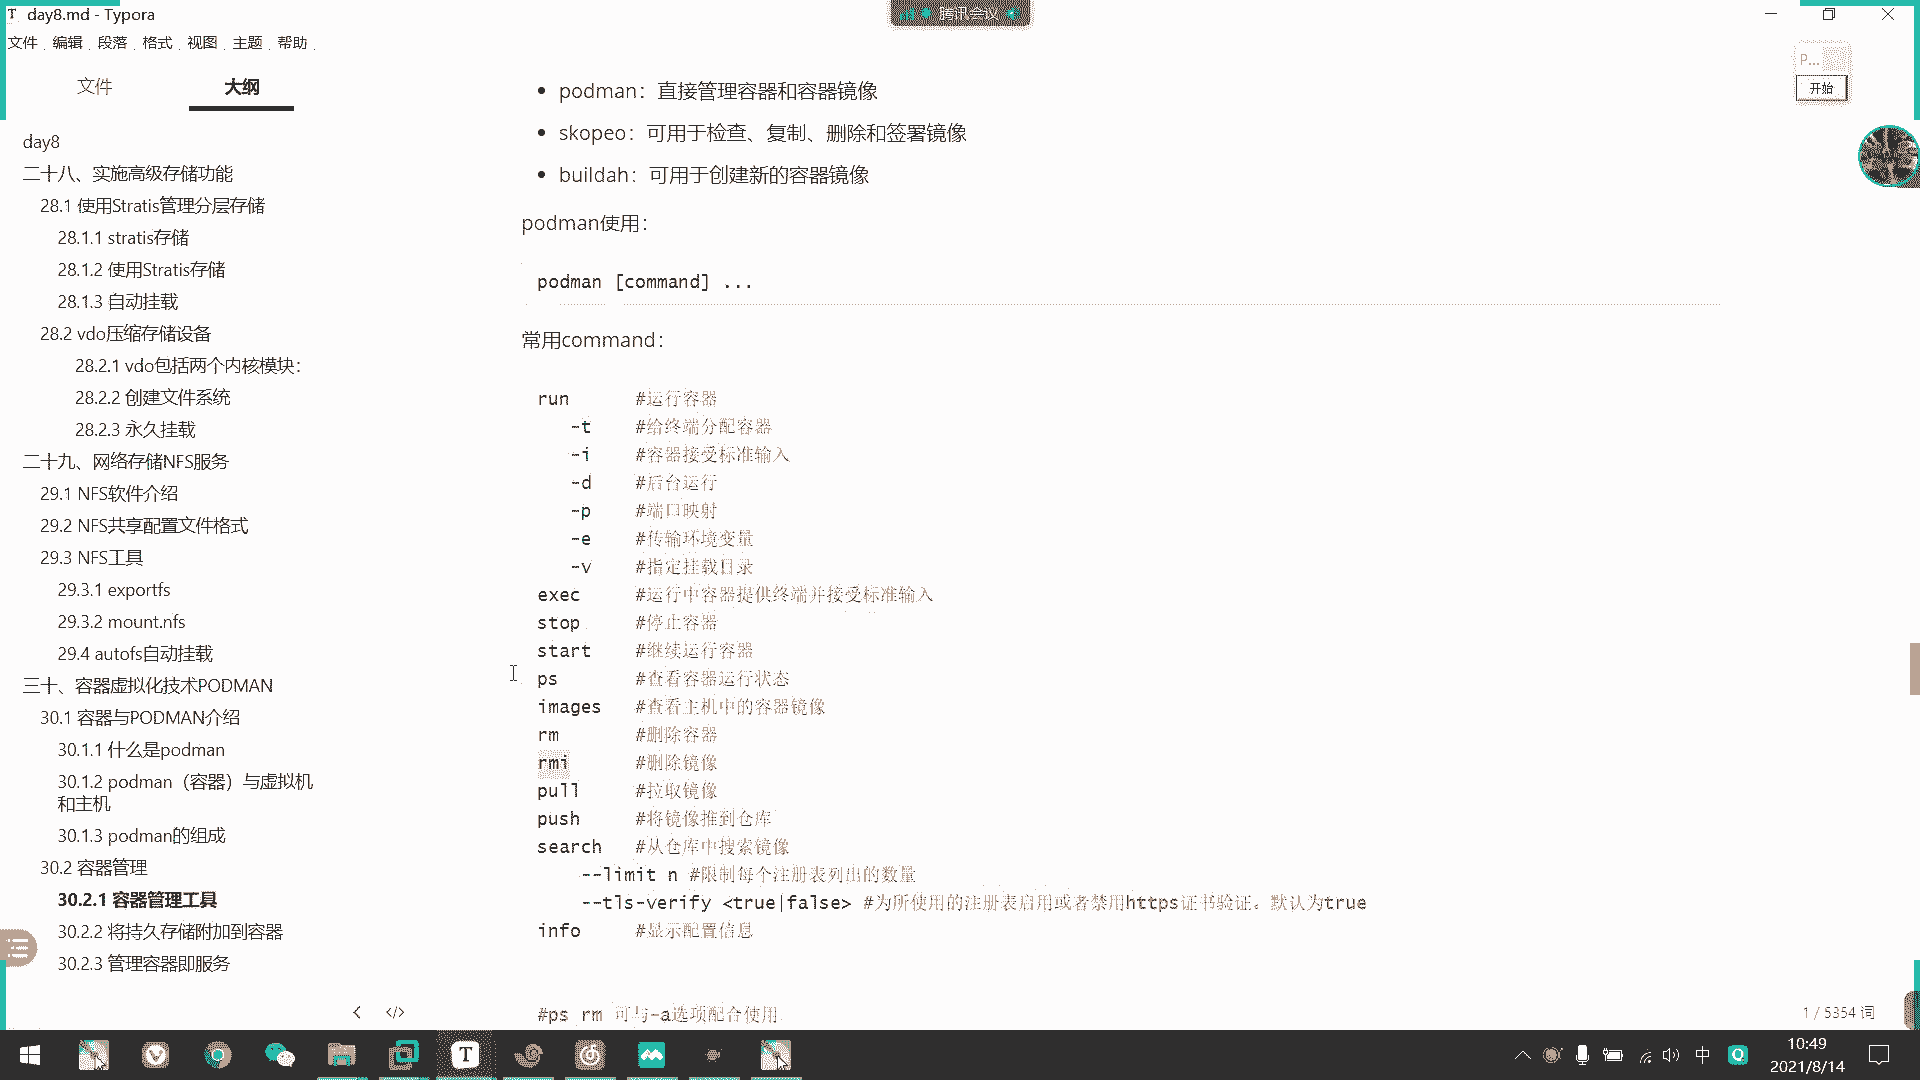 T day8.md - Typora
腾讯会议
文件 编辑 段落 格式 视图 主题 帮助
文件 大纲
P...
开始
day8
二十八、实施高级存储功能
28.1 使用Stratis管理分层存储
28.1.1 stratis存储
28.1.2 使用Stratis存储
28.1.3 自动挂载
28.2 vdo压缩存储设备
28.2.1 vdo包括两个内核模块：
28.2.2 创建文件系统
28.2.3 永久挂载
二十九、网络存储NFS服务
29.1 NFS软件介绍
29.2 NFS共享配置文件格式
29.3 NFS工具
29.3.1 exportfs
29.3.2 mount.nfs
29.4 autofs自动挂载
三十、容器虚拟化技术PODMAN
30.1 容器与PODMAN介绍
30.1.1 什么是podman
30.1.2 podman（容器）与虚拟机
和主机
30.1.3 podman的组成
30.2 容器管理
30.2.1 容器管理工具
30.2.2 将持久存储附加到容器
30.2.3 管理容器即服务
• podman：直接管理容器和容器镜像
• skopeo：可用于检查、复制、删除和签署镜像
• buildah：可用于创建新的容器镜像
podman使用：
podman [command] ...
常用command：
run #运行容器
-t #给终端分配容器
-i #容器接受标准输入
-d #后台运行
-p #端口映射
-e #传输环境变量
-v #指定挂载目录
exec #运行中容器提供终端并接受标准输入
stop #停止容器
start #继续运行容器
ps #查看容器运行状态
images #查看主机中的容器镜像
rm #删除容器
rmi #删除镜像
pull #拉取镜像
push #将镜像推到仓库
search #从仓库中搜索镜像
--limit n #限制每个注册表列出的数量
--tls-verify <true|false> #为所使用的注册表启用或者禁用https证书验证。默认为true
info #显示配置信息
#ps rm 可与-a选项配合使用
< </>
1 / 5354 词
T
中
Q
10:49
2021/8/14